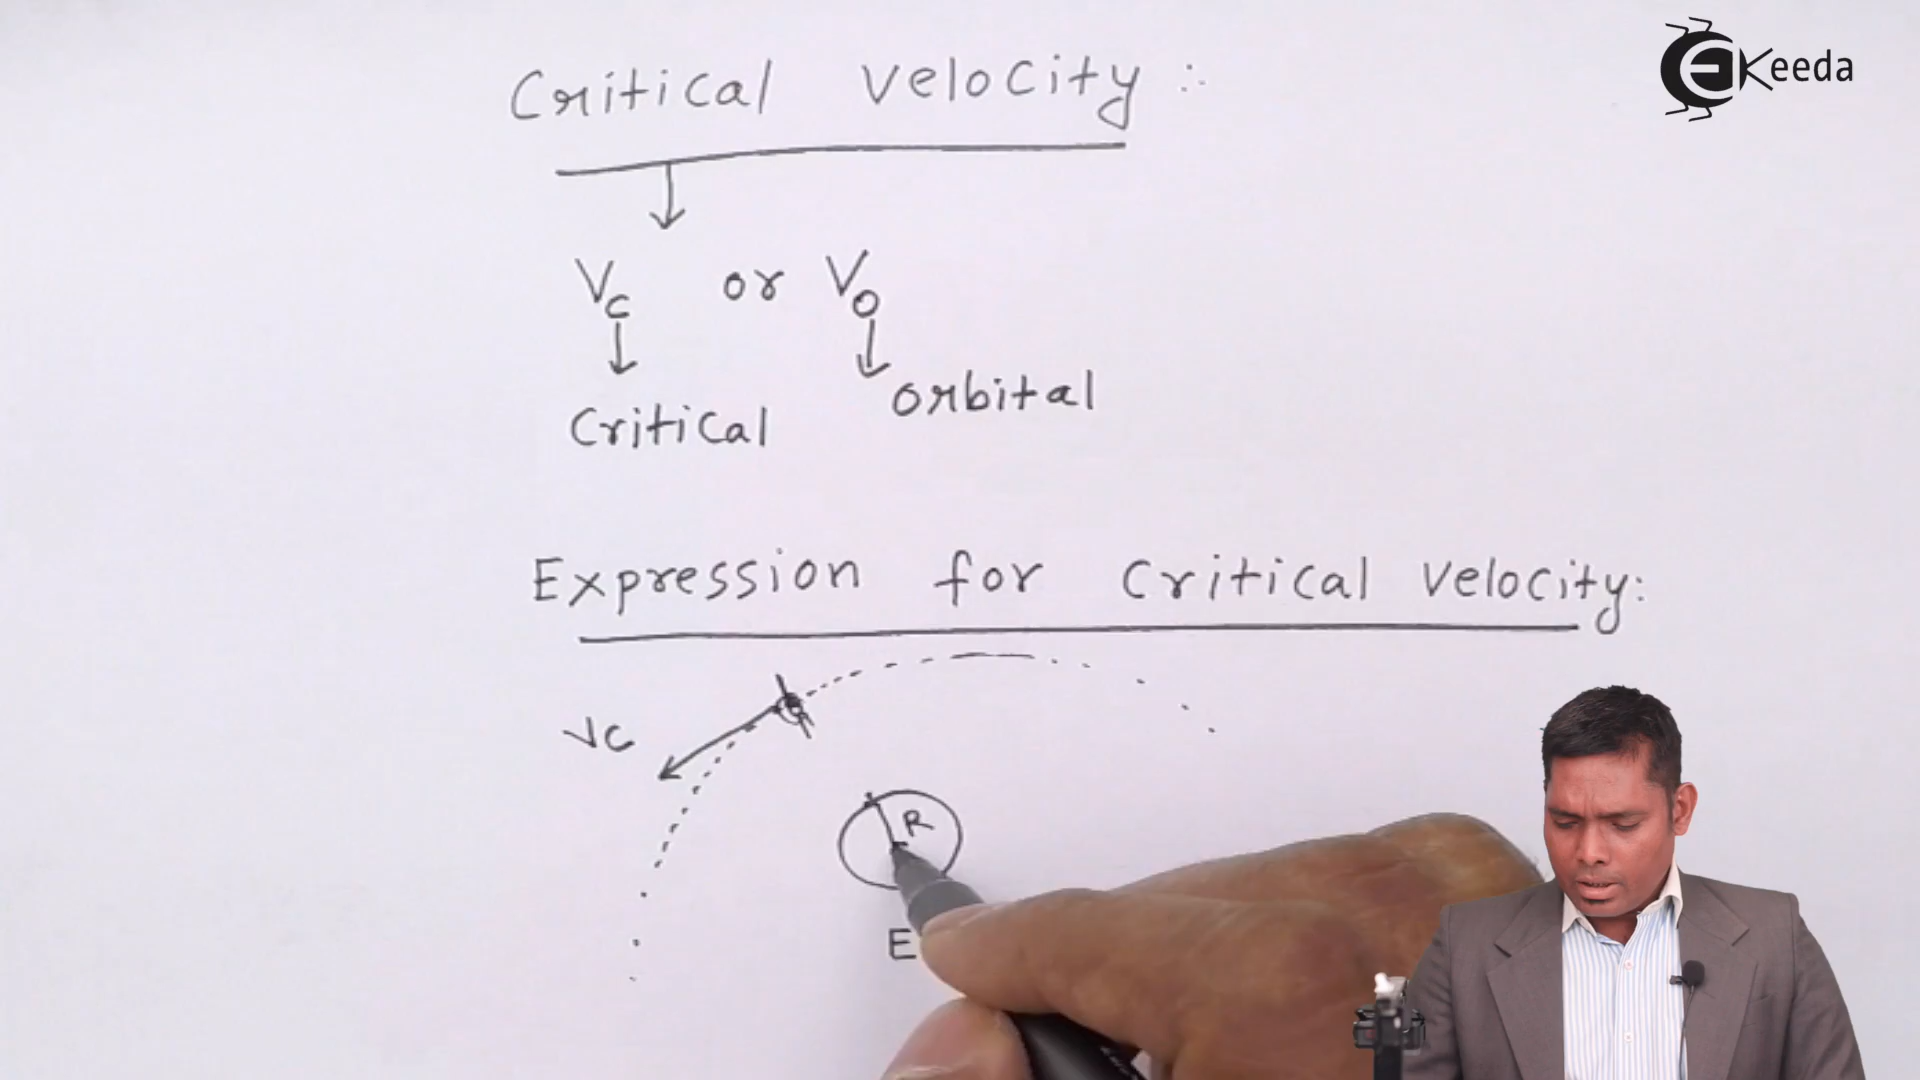 Critical Velocity :
EKeeda
Vc or Vo
Critical orbital
Expression for Critical Velocity:
Vc
R
E